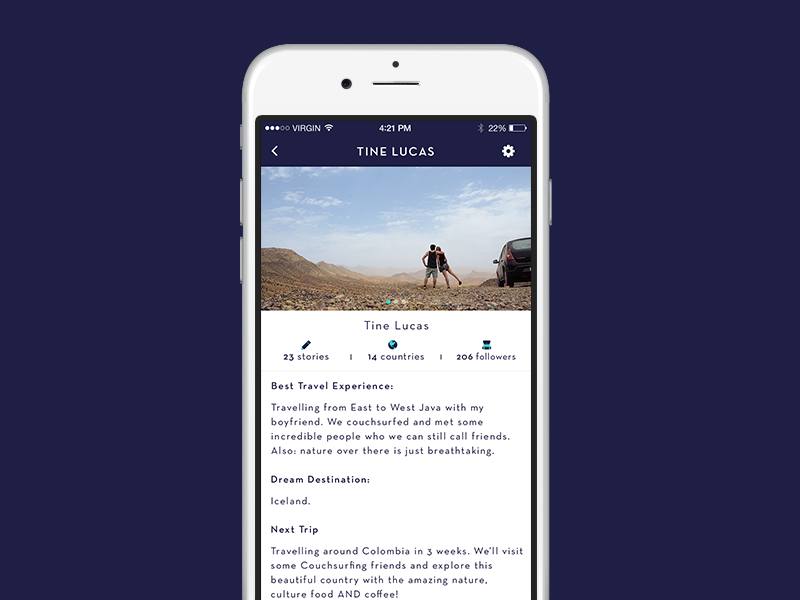 VIRGIN 4:21 PM 22%
TINE LUCAS
Tine Lucas
23 stories 14 countries 206 followers
Best Travel Experience:
Travelling from East to West Java with my
boyfriend. We couchsurfed and met some
incredible people who we can still call friends.
Also: nature over there is just breathtaking.
Dream Destination:
Iceland.
Next Trip
Travelling around Colombia in 3 weeks. We'll visit
some Couchsurfing friends and explore this
beautiful country with the amazing nature,
culture food AND coffee!